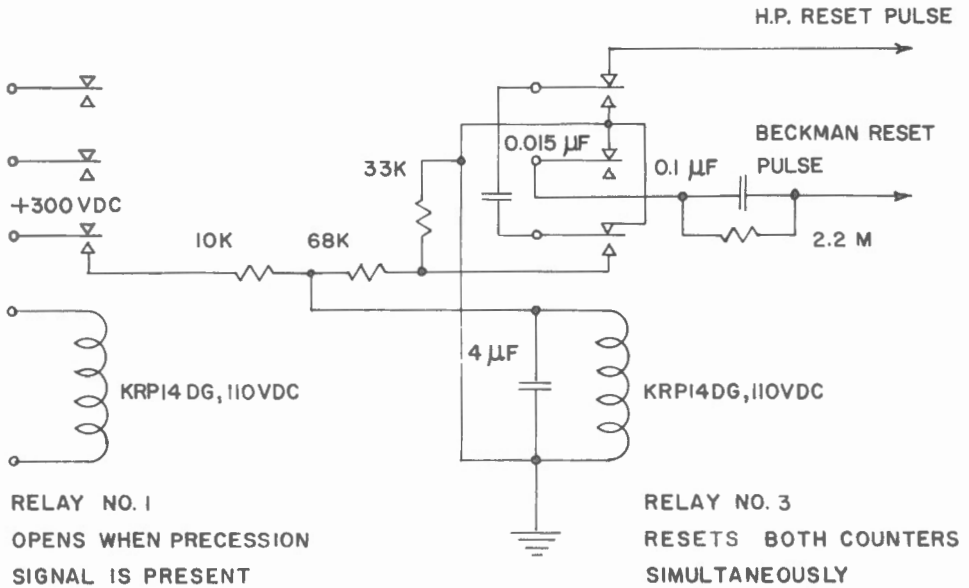 H.P. RESET PULSE
0.015 µF
BECKMAN RESET
PULSE
33K
0.1 µF
+300 VDC
10K
68K
2.2 M
4 µF
KRP14 DG, 110VDC
KRP14 DG, 110VDC
RELAY NO. 1
OPENS WHEN PRECESSION
SIGNAL IS PRESENT
RELAY NO. 3
RESETS BOTH COUNTERS
SIMULTANEOUSLY